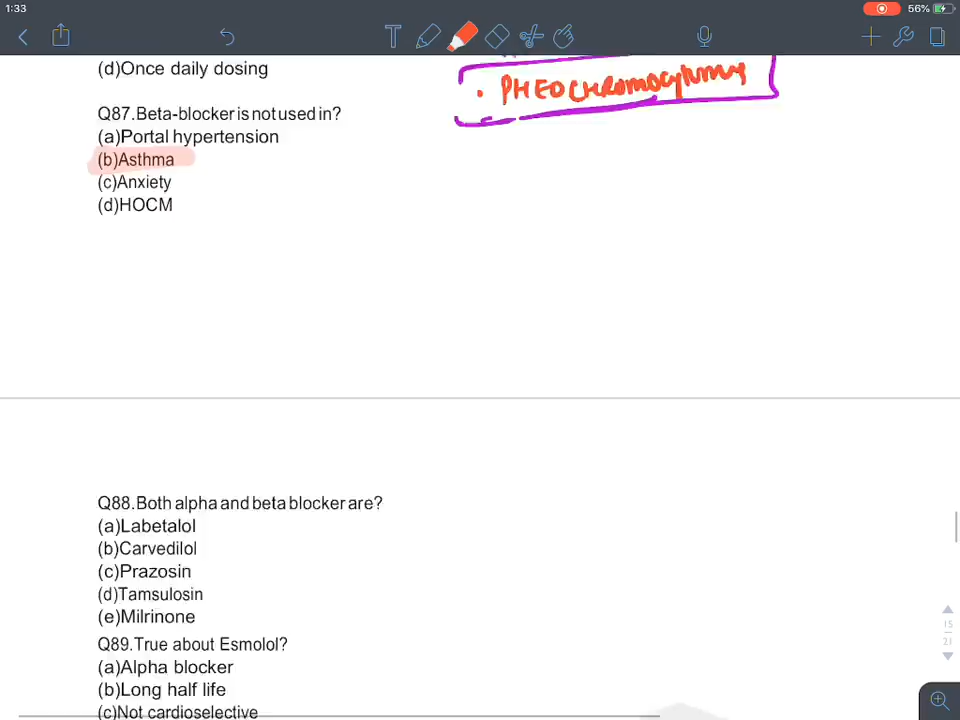 1:33
56%
T
(d)Once daily dosing
. PHEOCHROMOCYTOMA
Q87.Beta-blocker is not used in?
(a)Portal hypertension
(b)Asthma
(c)Anxiety
(d)HOCM
Q88.Both alpha and beta blocker are?
(a)Labetalol
(b)Carvedilol
(c)Prazosin
(d)Tamsulosin
(e)Milrinone
Q89.True about Esmolol?
(a)Alpha blocker
(b)Long half life
(c)Not cardioselective
15
21